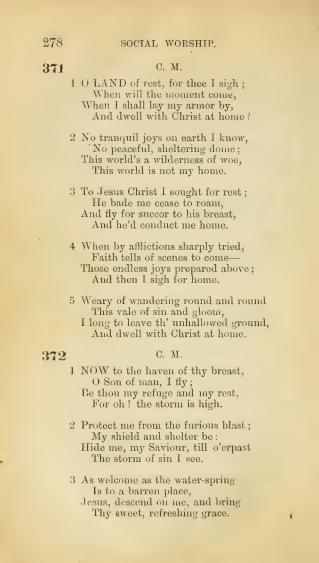 278 SOCIAL WORSHIP.
371 C. M.
1 O LAND of rest, for thee I sigh;
When will the moment come,
When I shall lay my armor by,
And dwell with Christ at home?
2 No tranquil joys on earth I know,
No peaceful, sheltering dome;
This world's a wilderness of woe,
This world is not my home.
3 To Jesus Christ I sought for rest;
He bade me cease to roam,
And fly for succor to his breast,
And he'd conduct me home.
4 When by afflictions sharply tried,
Faith tells of scenes to come—
Those endless joys prepared above;
And then I sigh for home.
5 Weary of wandering round and round
This vale of sin and gloom,
I long to leave th' unhallowed ground,
And dwell with Christ at home.
372 C. M.
1 NOW to the haven of thy breast,
O Son of man, I fly;
Be thou my refuge and my rest,
For oh! the storm is high.
2 Protect me from the furious blast;
My shield and shelter be:
Hide me, my Saviour, till o'erpast
The storm of sin I see.
3 As welcome as the water-spring
Is to a barren place,
Jesus, descend on me, and bring
Thy sweet, refreshing grace.